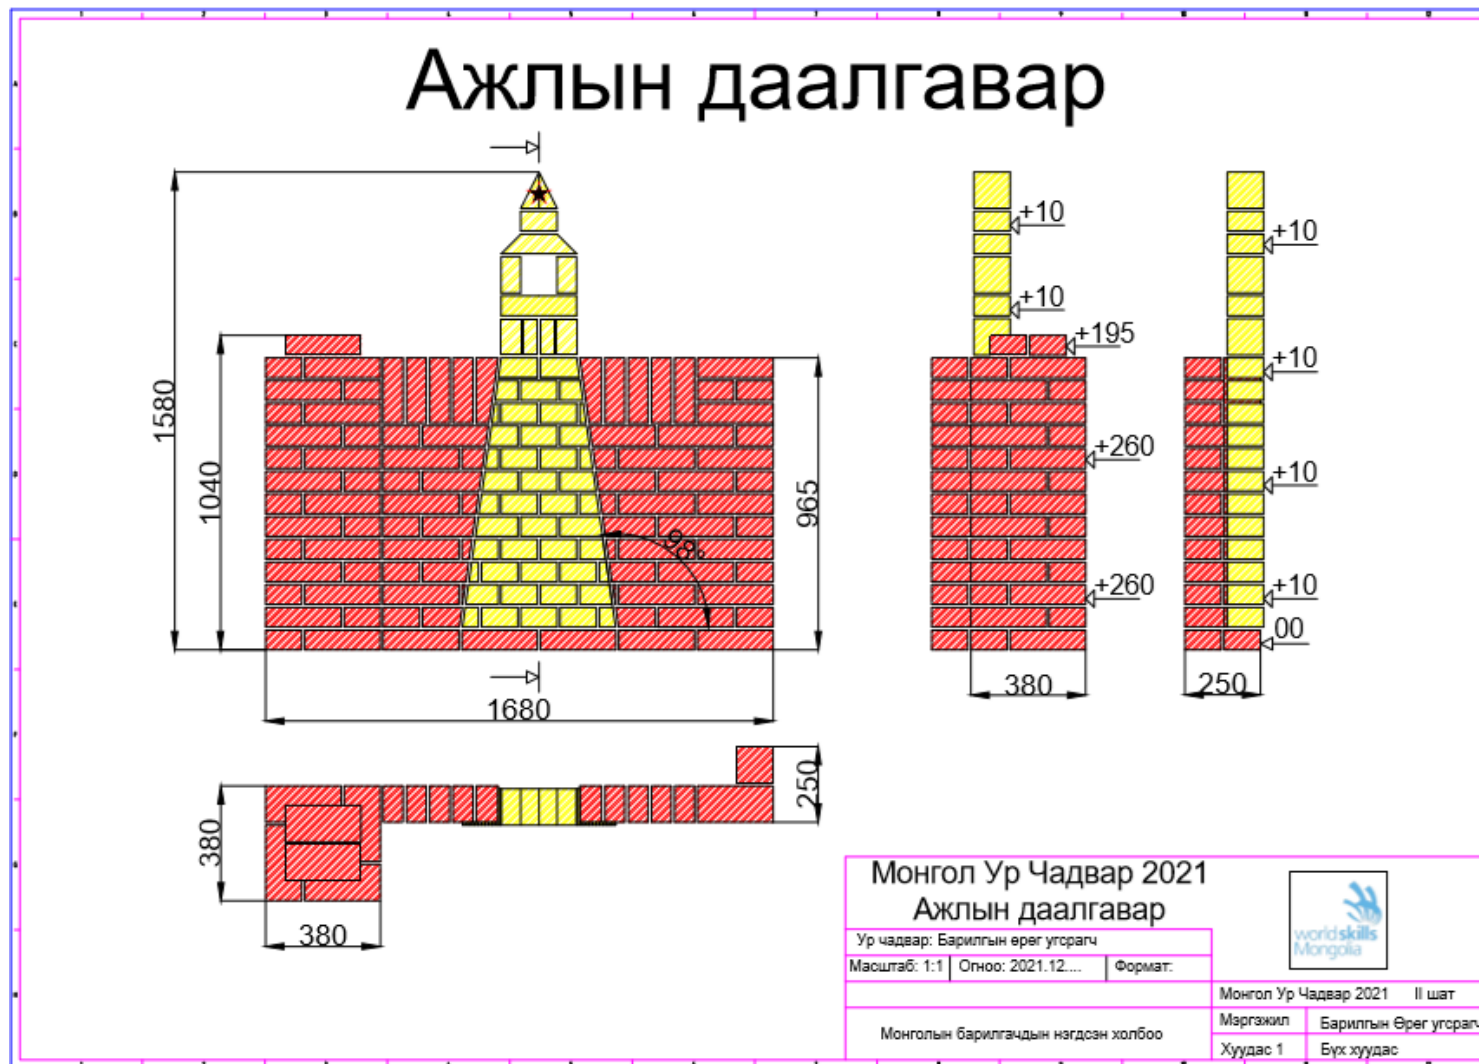 Ажлын даалгавар
1580
1040
965
98°
1680
+10
+10
+195
+260
+260
380
+10
+10
+10
+10
00
250
380
380
250
Монгол Ур Чадвар 2021
Ажлын даалгавар
Ур чадвар: Барилгын өрөг угсрагч
Масштаб: 1:1 Огноо: 2021.12.... Формат:
worldskills
Mongolia
Монгол Ур Чадвар 2021 II шат
Монголын барилгачдын нэгдсэн холбоо
Мэргэжил Барилгын Өрөг угсрагч
Хуудас 1 Бүх хуудас